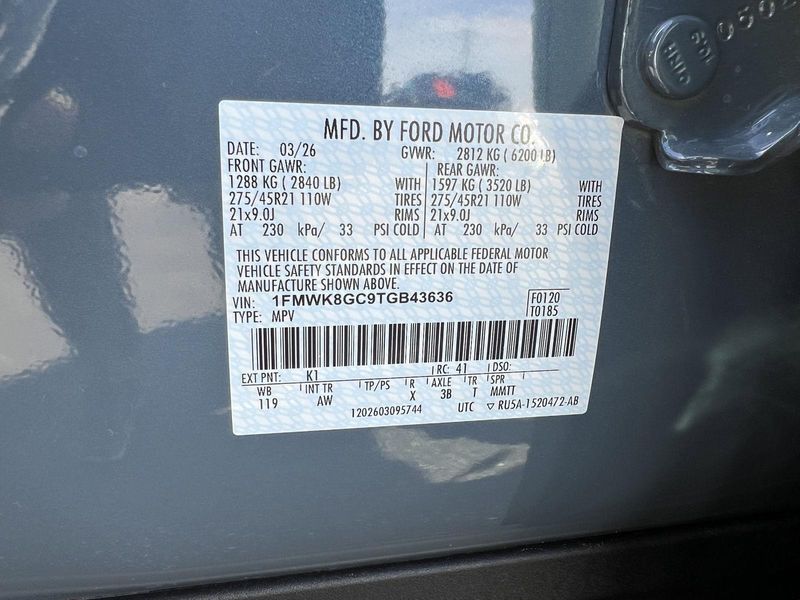 MFD. BY FORD MOTOR CO.
DATE: 03/26 GVWR: 2812 KG ( 6200 LB)
FRONT GAWR: REAR GAWR:
1288 KG ( 2840 LB) WITH 1597 KG ( 3520 LB) WITH
275/45R21 110W TIRES 275/45R21 110W TIRES
21x9.0J RIMS 21x9.0J RIMS
AT 230 kPa/ 33 PSI COLD AT 230 kPa/ 33 PSI COLD
THIS VEHICLE CONFORMS TO ALL APPLICABLE FEDERAL MOTOR
VEHICLE SAFETY STANDARDS IN EFFECT ON THE DATE OF
MANUFACTURE SHOWN ABOVE.
VIN: 1FMWK8GC9TGB43636 F0120
TYPE: MPV T0185
EXT PNT: K1 RC: 41 DSO:
WB INT TR TP/PS R AXLE TR SPR
119 AW X 3B T MMTT
1202603095744 UTC ▽ RU5A-1520472-AB